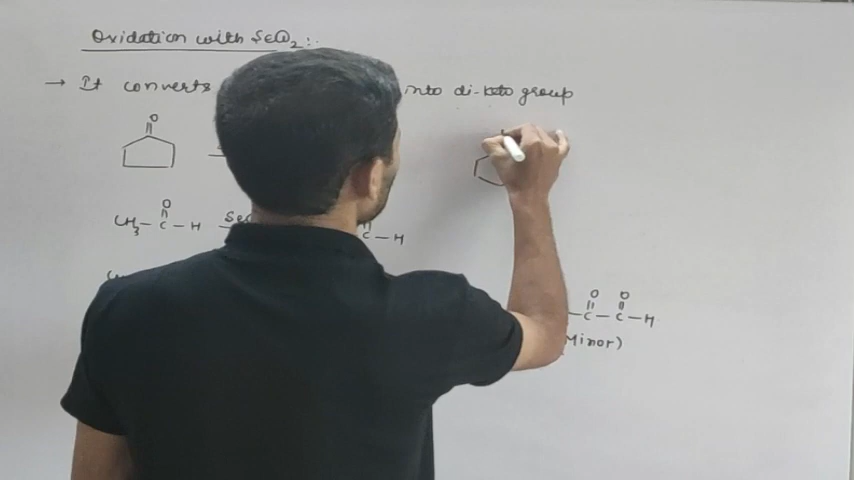 Oxidation with SeO2:-
→ It converts into di-keto group
O
CH3 - C - H Se C - H
O O
- C - C - H
(Minor)